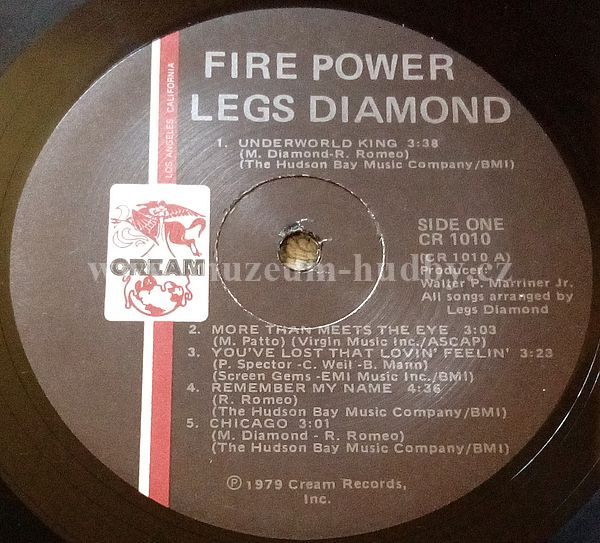 FIRE POWER
LEGS DIAMOND
LOS ANGELES CALIFORNIA
1. UNDERWORLD KING 3:38
(M. Diamond-R. Romeo)
(The Hudson Bay Music Company/BMI)
SIDE ONE
CR 1010
(CR 1010 A)
Producer:
Walter P. Marriner Jr.
All songs arranged by
Legs Diamond
CREAM
www.muzeum-hudby.cz
2. MORE THAN MEETS THE EYE 3:03
(M. Patto) (Virgin Music Inc./ASCAP)
3. YOU'VE LOST THAT LOVIN' FEELIN' 3:23
(P. Spector -C. Weil -B. Mann)
(Screen Gems -EMI Music Inc./BMI)
4. REMEMBER MY NAME 4:36
(R. Romeo)
(The Hudson Bay Music Company/BMI)
5. CHICAGO 3:01
(M. Diamond - R. Romeo)
(The Hudson Bay Music Company/BMI)
Ⓟ 1979 Cream Records,
Inc.